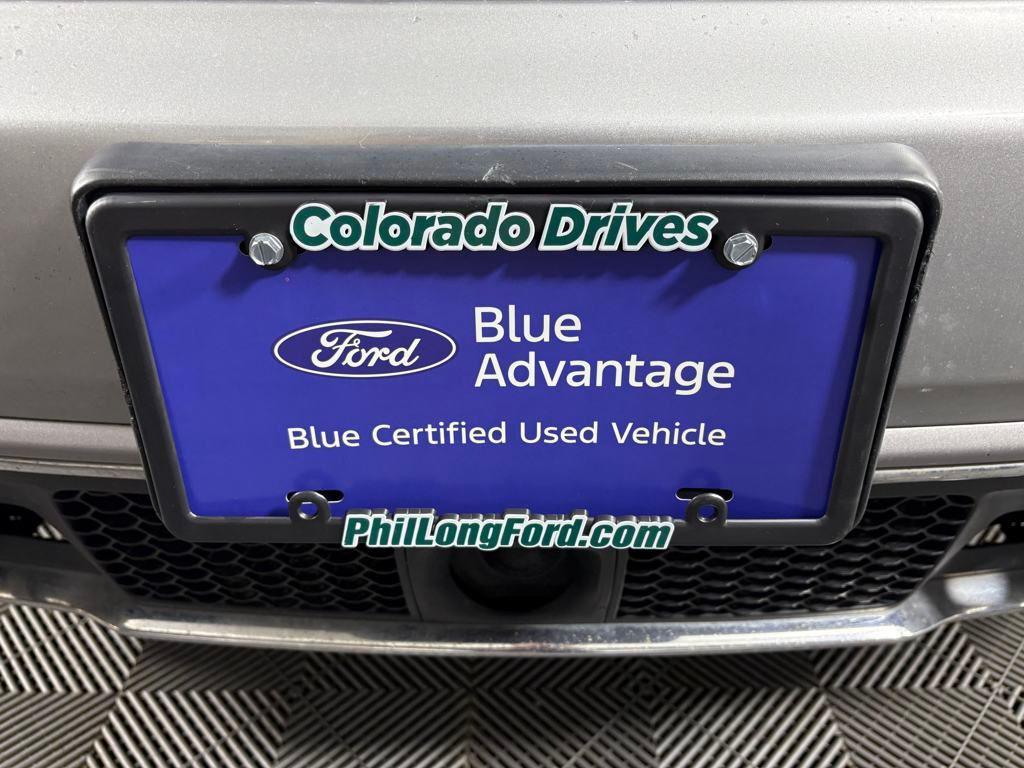 Colorado Drives
Ford
Blue
Advantage
Blue Certified Used Vehicle
PhilLongFord.com